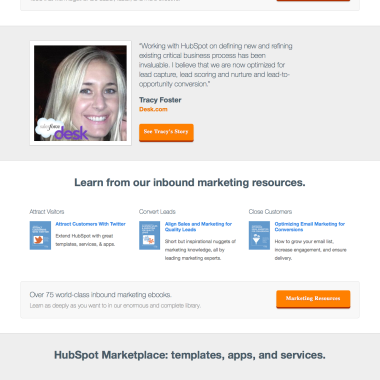 "Working with HubSpot on defining new and refining
existing critical business process has been
invaluable. I believe that we are now optimized for
lead capture, lead scoring and nurture and lead-to-
opportunity conversion."
Tracy Foster
Desk.com
desk
See Tracy's Story
Learn from our inbound marketing resources.
Attract Visitors
Attract Customers With Twitter
Extend HubSpot with great
templates, services, & apps.
Convert Leads
Align Sales and Marketing for
Quality Leads
Short but inspirational nuggets of
marketing knowledge, all by
leading marketing experts.
Close Customers
Optimizing Email Marketing for
Conversions
How to grow your email list,
increase engagement, and ensure
delivery.
Over 75 world-class inbound marketing ebooks.
Learn as deeply as you want to in our enormous and complete library.
Marketing Resources
HubSpot Marketplace: templates, apps, and services.